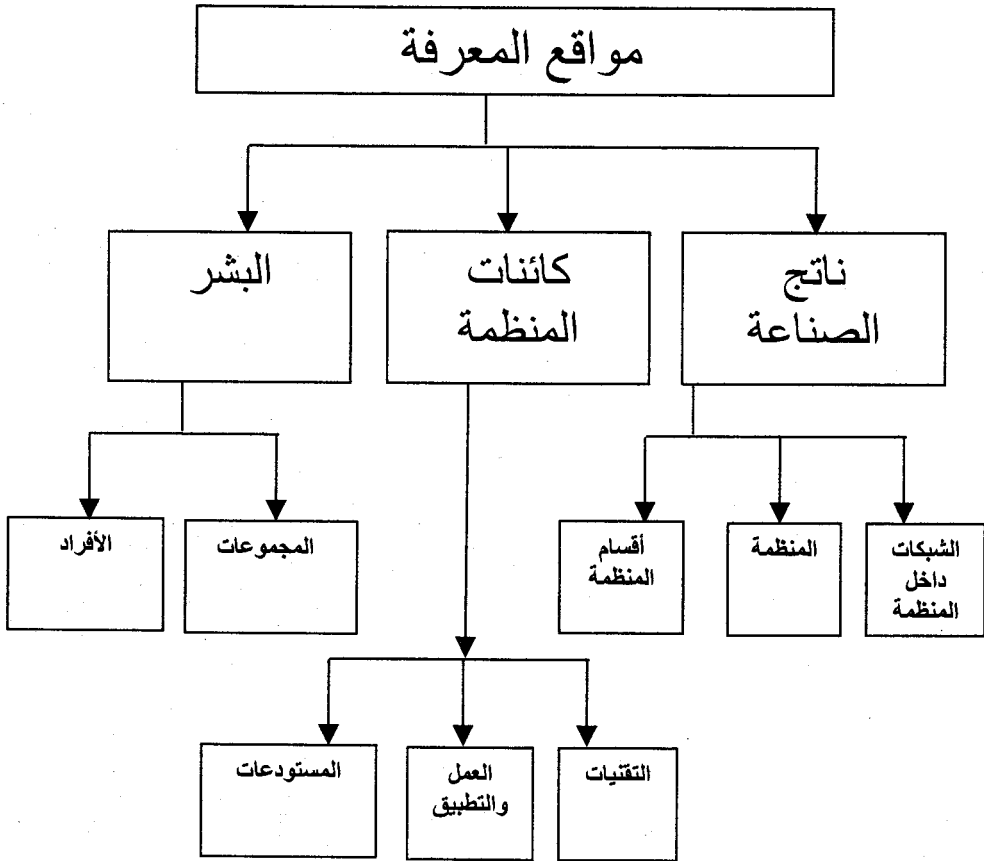 مواقع المعرفة
ناتج
الصناعة
كائنات
المنظمة
البشر
الشبكات
داخل
المنظمة
المنظمة
أقسام
المنظمة
المجموعات
الأفراد
التقنيات
العمل
والتطبيق
المستودعات